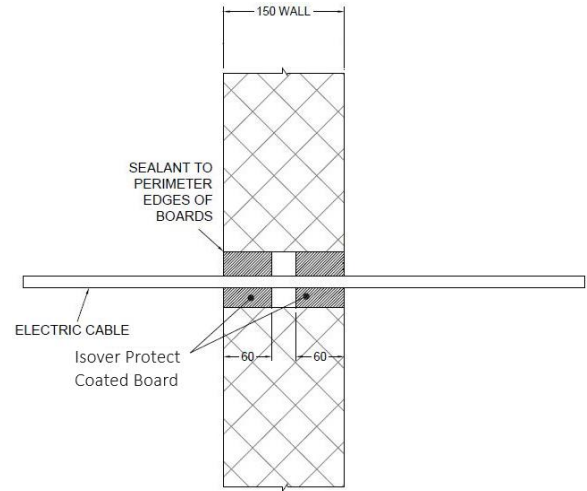 150 WALL
SEALANT TO
PERIMETER
EDGES OF
BOARDS
ELECTRIC CABLE
Isover Protect
Coated Board
60
60